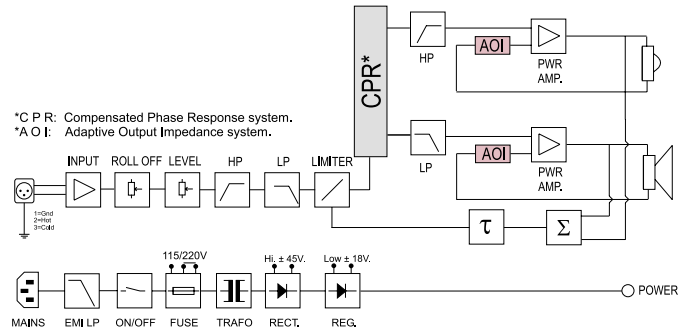 AOI
HP
PWR
AMP.
CPR*
*C P R: Compensated Phase Response system.
*A O I: Adaptive Output Impedance system.
AOI
LP
PWR
AMP.
INPUT ROLL OFF LEVEL HP LP LIMITER
1=Gnd
2=Hot
3=Cold
τ
Σ
115/220V
Hi. ± 45V.
Low ± 18V.
POWER
MAINS EMI LP ON/OFF FUSE TRAFO RECT. REG.